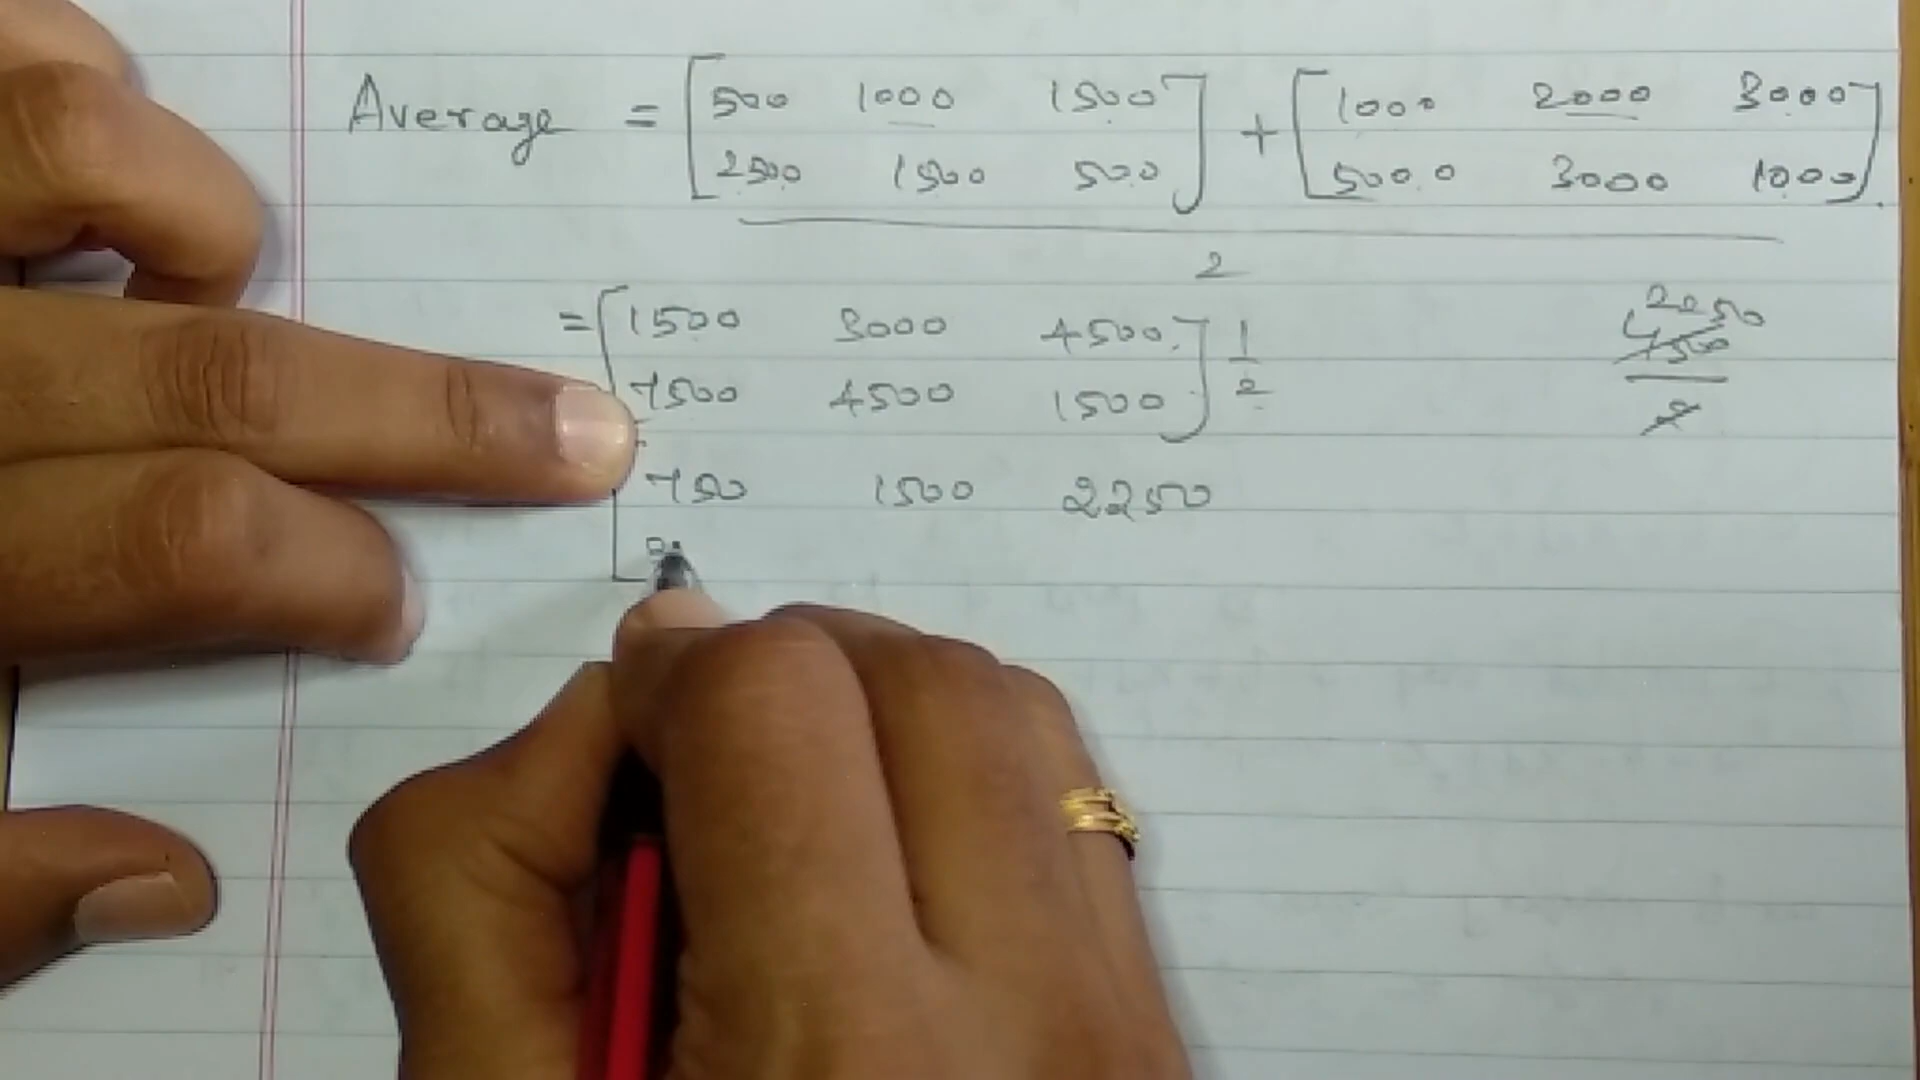 Average = [500 1000 1500] + [1000 2000 3000]
[2500 1500 500] [5000 3000 1000].
2
= [1500 3000 4500] 1
[7500 4500 1500] 2
2250
4500
2
[750 1500 2250